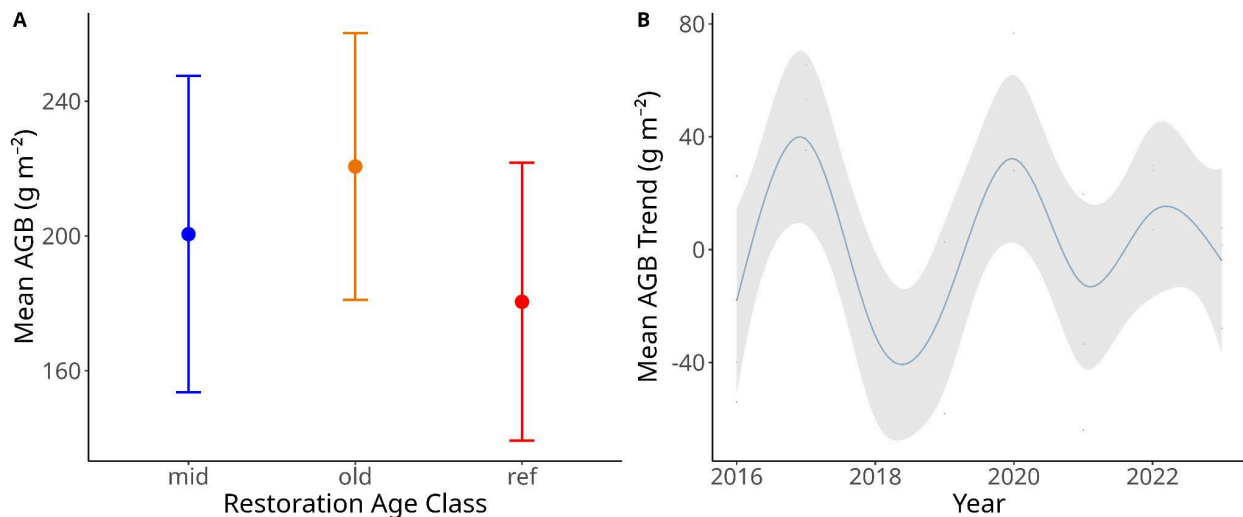 A
Mean AGB (g m⁻²)
240
200
160
mid old ref
Restoration Age Class
B
Mean AGB Trend (g m⁻²)
80
40
0
-40
2016 2018 2020 2022
Year